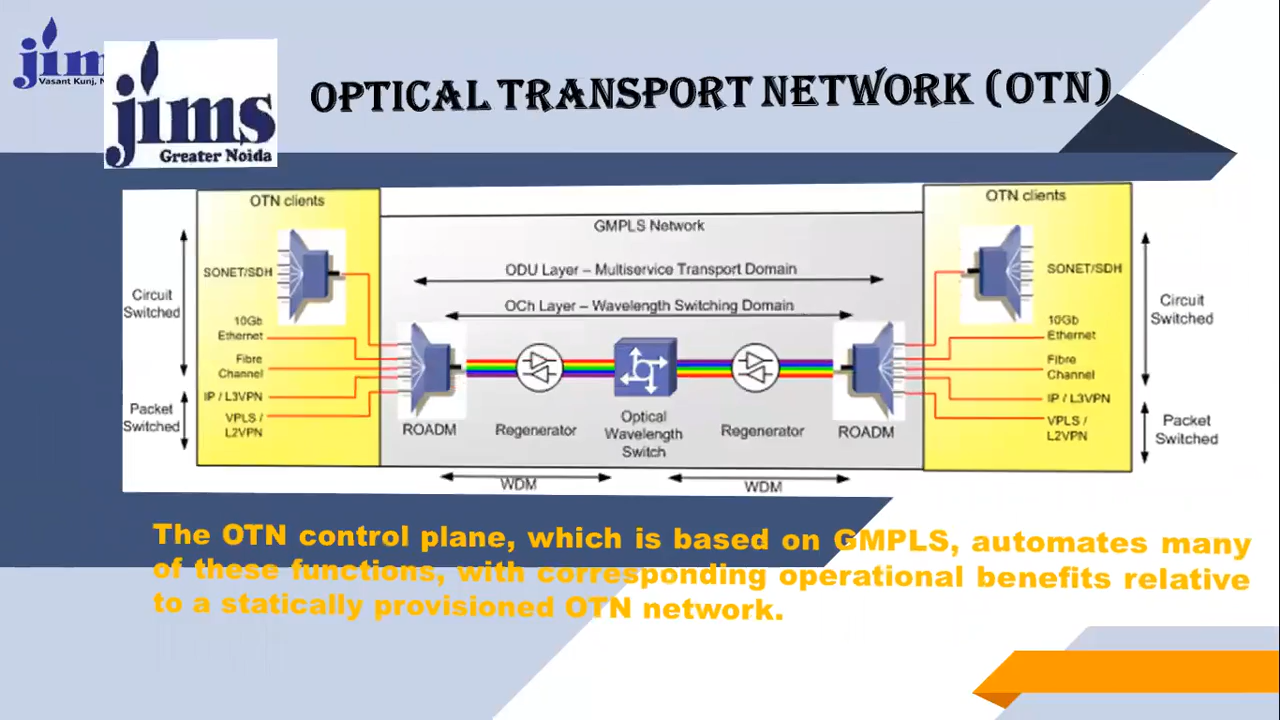 jim
Vasant Kunj, N
jims
Greater Noida
OPTICAL TRANSPORT NETWORK (OTN)
OTN clients
SONET/SDH
10Gb
Ethernet
Fibre
Channel
IP / L3VPN
VPLS /
L2VPN
Circuit
Switched
Packet
Switched
GMPLS Network
ODU Layer – Multiservice Transport Domain
OCh Layer – Wavelength Switching Domain
ROADM
Regenerator
Optical
Wavelength
Switch
Regenerator
ROADM
WDM
WDM
OTN clients
SONET/SDH
10Gb
Ethernet
Fibre
Channel
IP / L3VPN
VPLS /
L2VPN
Circuit
Switched
Packet
Switched
The OTN control plane, which is based on GMPLS, automates many
of these functions, with corresponding operational benefits relative
to a statically provisioned OTN network.